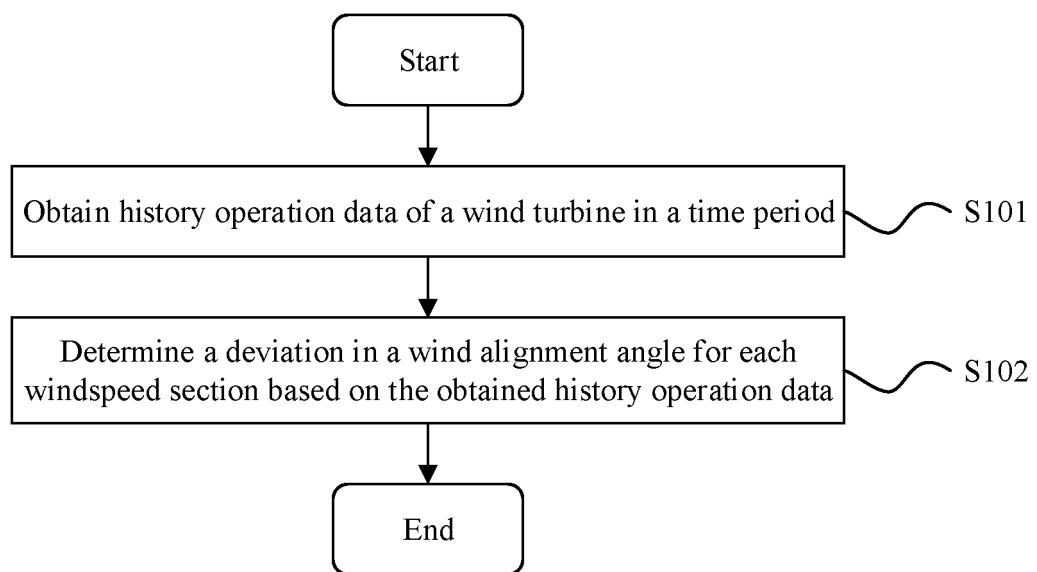 Start
Obtain history operation data of a wind turbine in a time period
S101
Determine a deviation in a wind alignment angle for each
windspeed section based on the obtained history operation data
S102
End